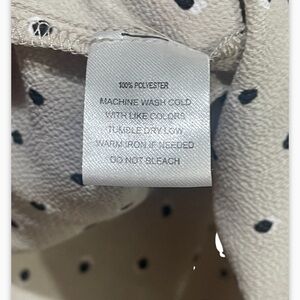 100% POLYESTER
MACHINE WASH COLD
WITH LIKE COLORS
TUMBLE DRY LOW
WARM IRON IF NEEDED
DO NOT BLEACH